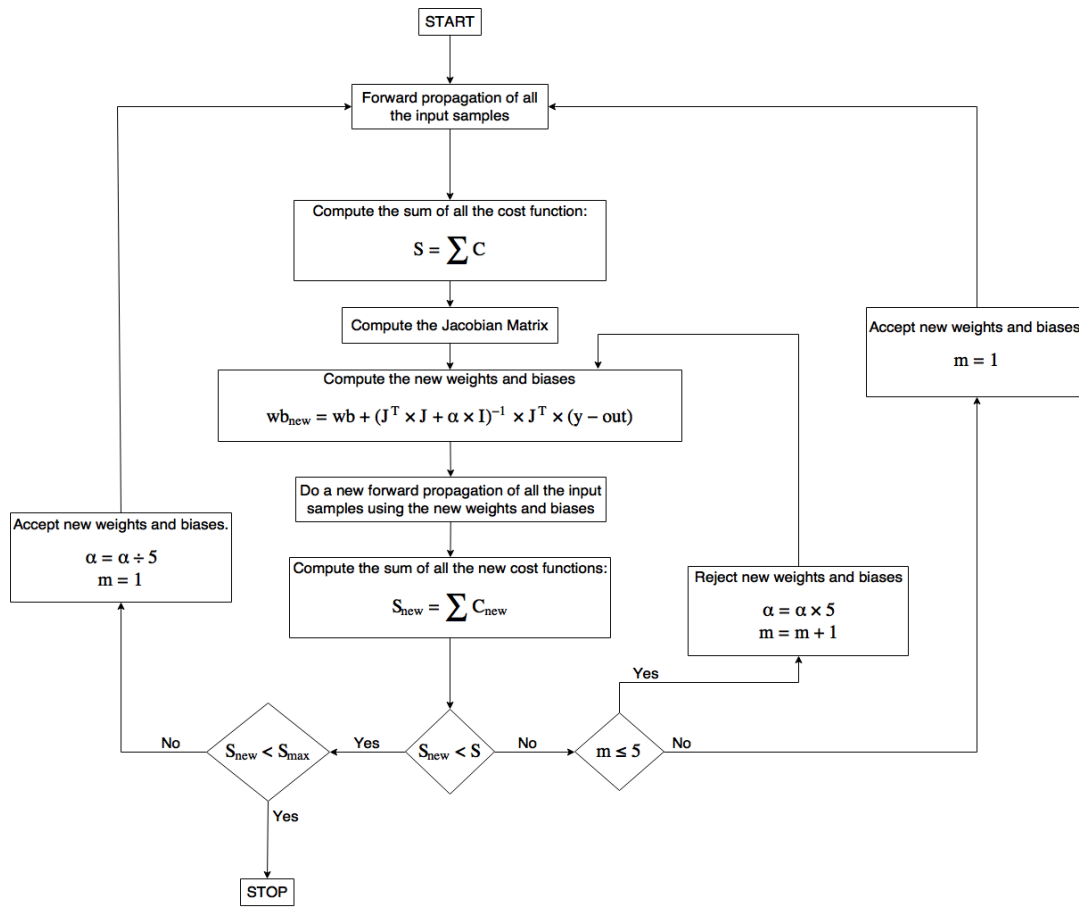 START
Forward propagation of all
the input samples
Compute the sum of all the cost function:
S = ∑ C
Compute the Jacobian Matrix
Compute the new weights and biases
wb_new = wb + (J^T × J + α × I)^-1 × J^T × (y − out)
Do a new forward propagation of all the input
samples using the new weights and biases
Compute the sum of all the new cost functions:
S_new = ∑ C_new
S_new < S
Yes
No
S_new < S_max
No
Yes
STOP
Accept new weights and biases.
α = α ÷ 5
m = 1
m ≤ 5
Yes
No
Reject new weights and biases
α = α × 5
m = m + 1
Accept new weights and biases
m = 1